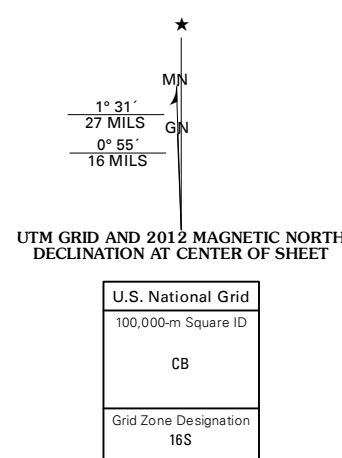 ★
MN
1° 31´
27 MILS
GN
0° 55´
16 MILS
UTM GRID AND 2012 MAGNETIC NORTH
DECLINATION AT CENTER OF SHEET
U.S. National Grid
100,000-m Square ID
CB
Grid Zone Designation
16S